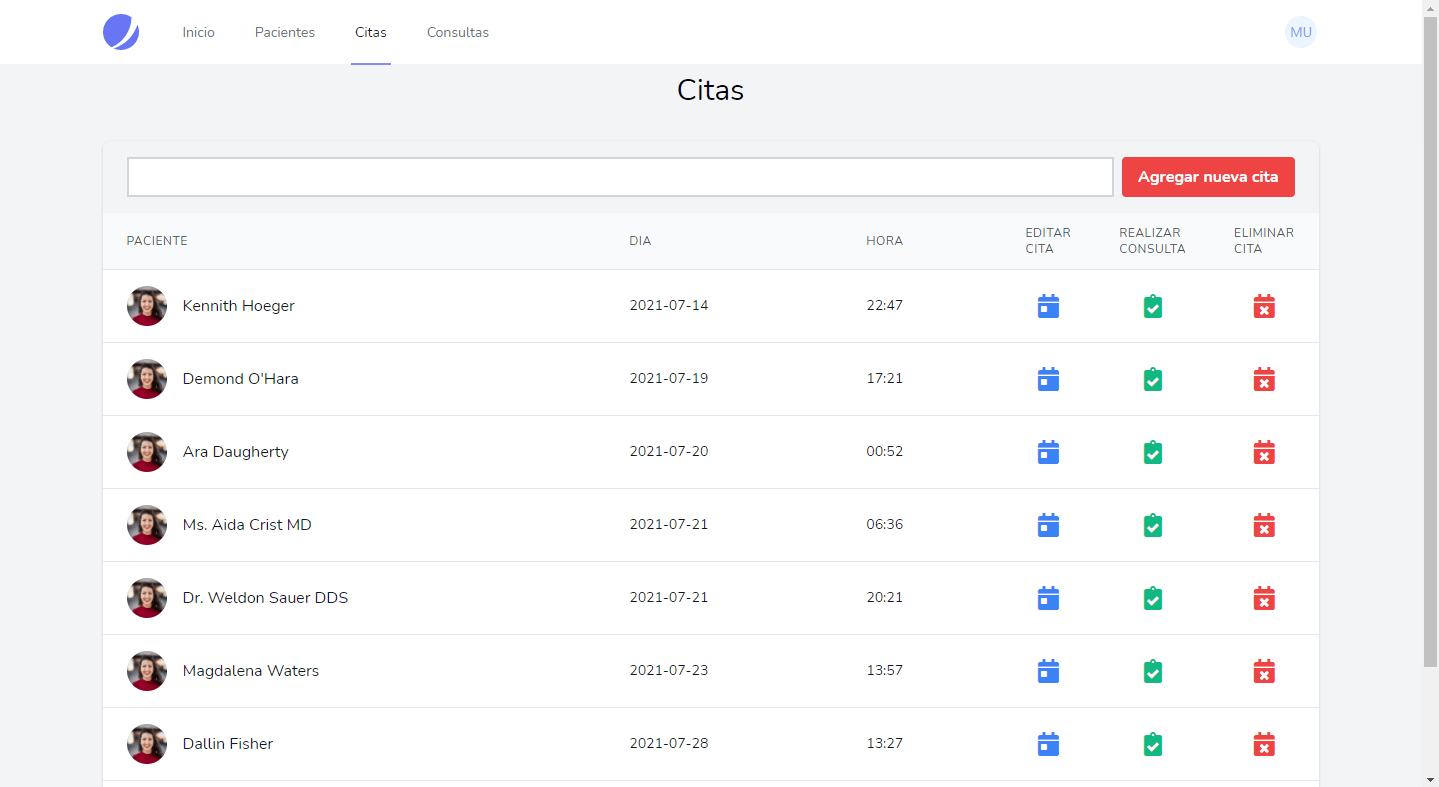 Inicio Pacientes Citas Consultas MU
Citas
Agregar nueva cita
PACIENTE DIA HORA EDITAR CITA REALIZAR CONSULTA ELIMINAR CITA
Kennith Hoeger 2021-07-14 22:47
Demond O'Hara 2021-07-19 17:21
Ara Daugherty 2021-07-20 00:52
Ms. Aida Crist MD 2021-07-21 06:36
Dr. Weldon Sauer DDS 2021-07-21 20:21
Magdalena Waters 2021-07-23 13:57
Dallin Fisher 2021-07-28 13:27